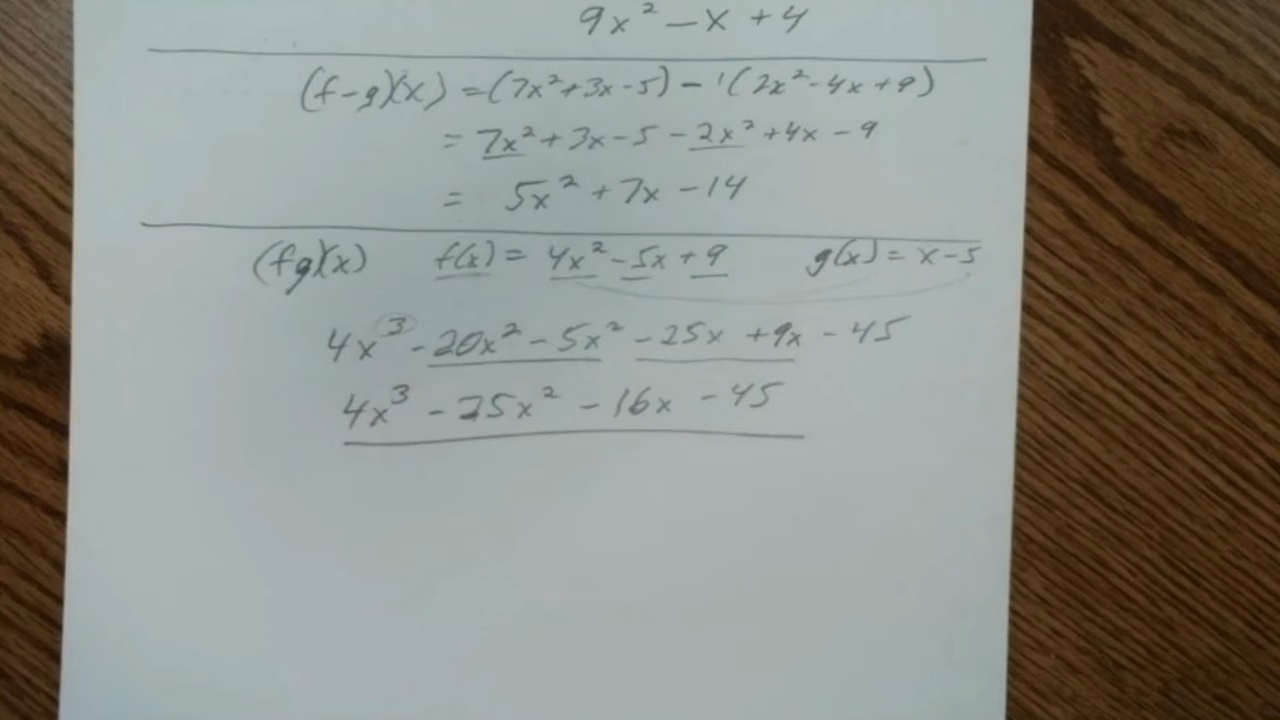 9x² - x + 4
(f-g)(x) = (7x² + 3x - 5) - 1(2x² - 4x + 9)
= 7x² + 3x - 5 - 2x² + 4x - 9
= 5x² + 7x - 14
(fg)(x) f(x) = 4x² - 5x + 9 g(x) = x - 5
4x³ - 20x² - 5x² - 25x + 9x - 45
4x³ - 25x² - 16x - 45